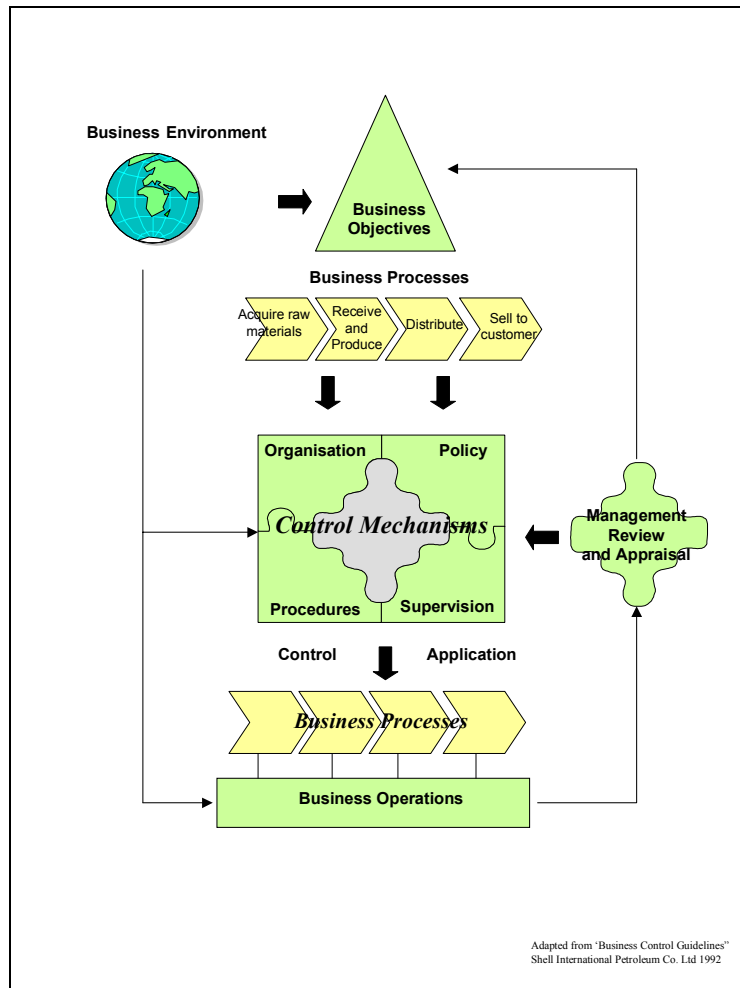 Business Environment
Business
Objectives
Business Processes
Acquire raw
materials
Receive
and
Produce
Distribute
Sell to
customer
Organisation
Policy
Control Mechanisms
Management
Review
and Appraisal
Procedures
Supervision
Control
Application
Business Processes
Business Operations
Adapted from ‘Business Control Guidelines”
Shell International Petroleum Co. Ltd 1992